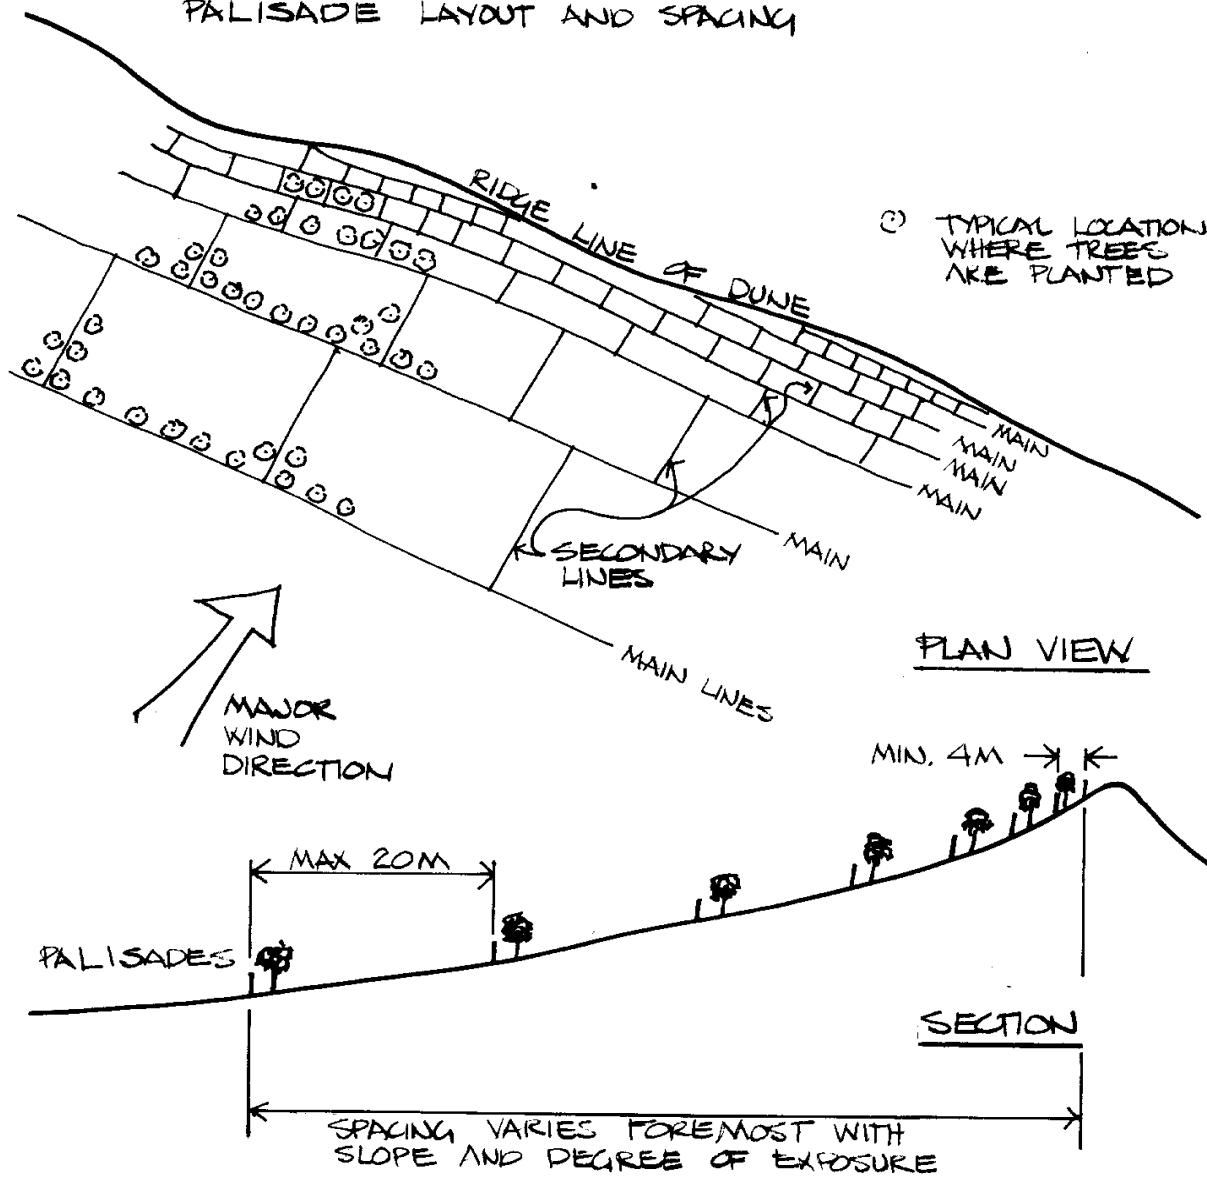 PALISADE LAYOUT AND SPACING
RIDGE LINE OF DUNE
TYPICAL LOCATION
WHERE TREES
ARE PLANTED
MAIN
MAIN
MAIN
MAIN
MAIN
SECONDARY
LINES
MAIN LINES
PLAN VIEW
MAJOR
WIND
DIRECTION
MIN. 4M
MAX 20M
PALISADES
SECTION
SPACING VARIES FOREMOST WITH
SLOPE AND DEGREE OF EXPOSURE